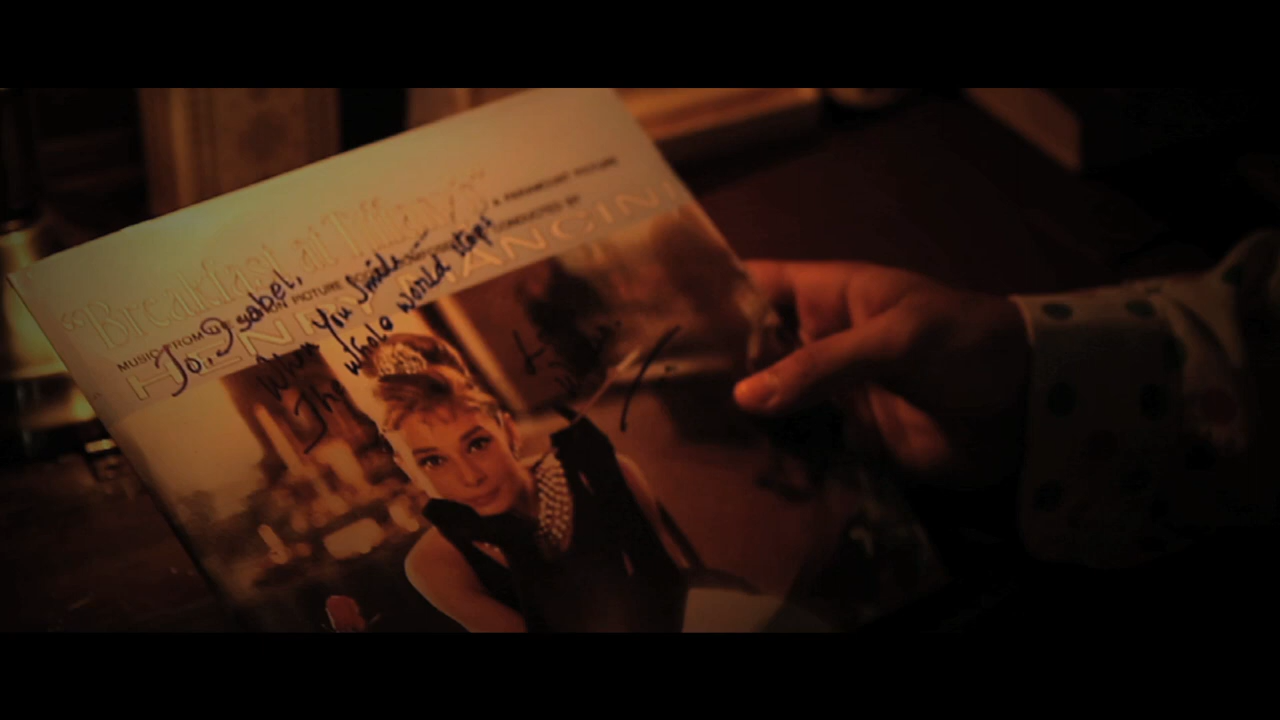 "Breakfast at Tiffany's"
A PARAMOUNT PICTURE
MUSIC FROM THE MOTION PICTURE CONDUCTED BY
HENRY MANCINI
To Isabel,
When You Smile
The Whole World stops